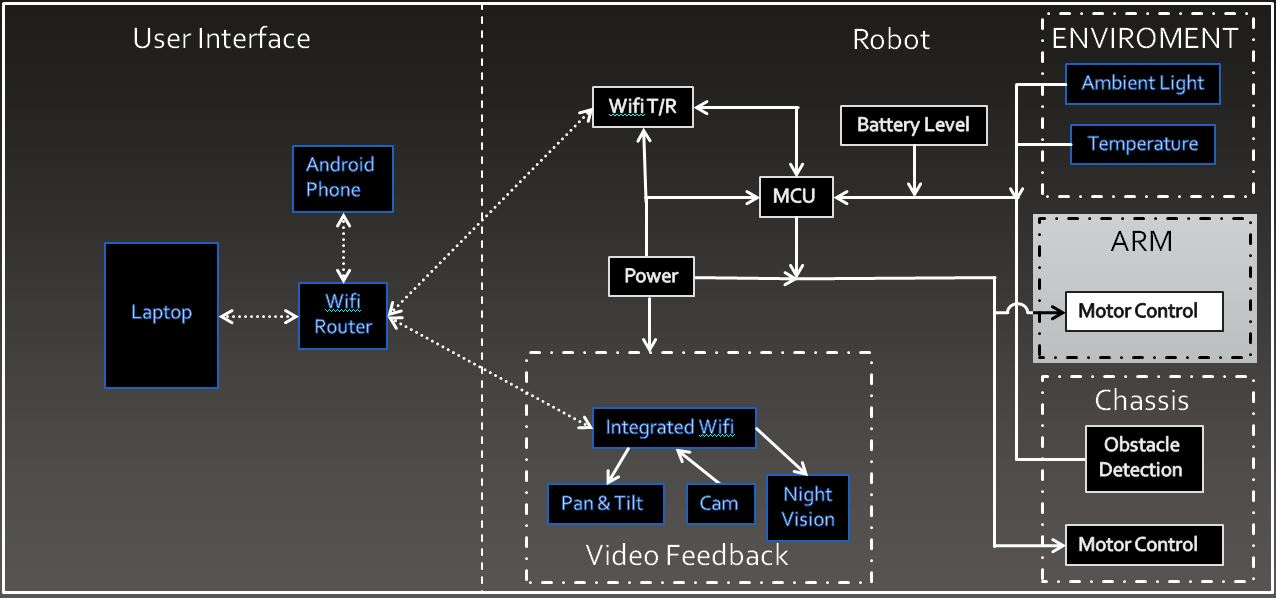 User Interface
Robot
ENVIROMENT
Ambient Light
Temperature
Wifi T/R
Battery Level
MCU
Android
Phone
Laptop
Wifi
Router
Power
ARM
Motor Control
Chassis
Obstacle
Detection
Motor Control
Integrated Wifi
Pan & Tilt
Cam
Night
Vision
Video Feedback